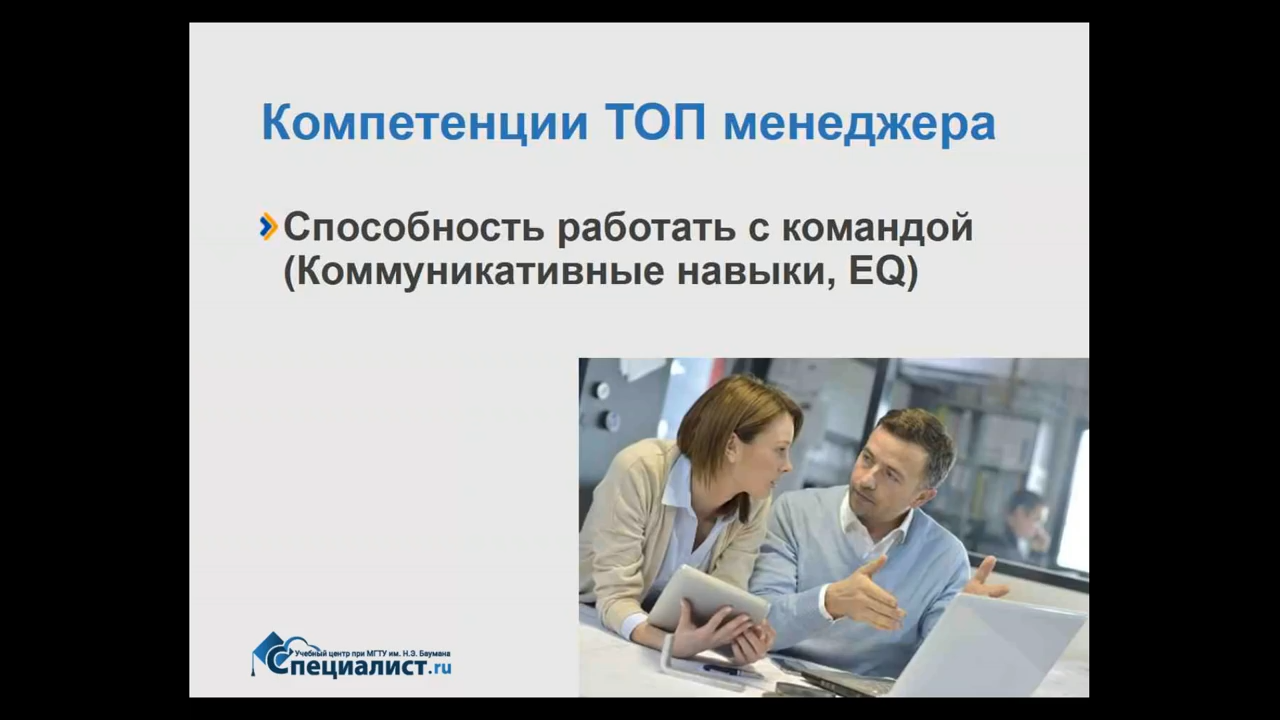 Компетенции ТОП менеджера
Способность работать с командой
(Коммуникативные навыки, EQ)
Учебный центр при МГТУ им. Н.Э. Баумана
Специалист.ru